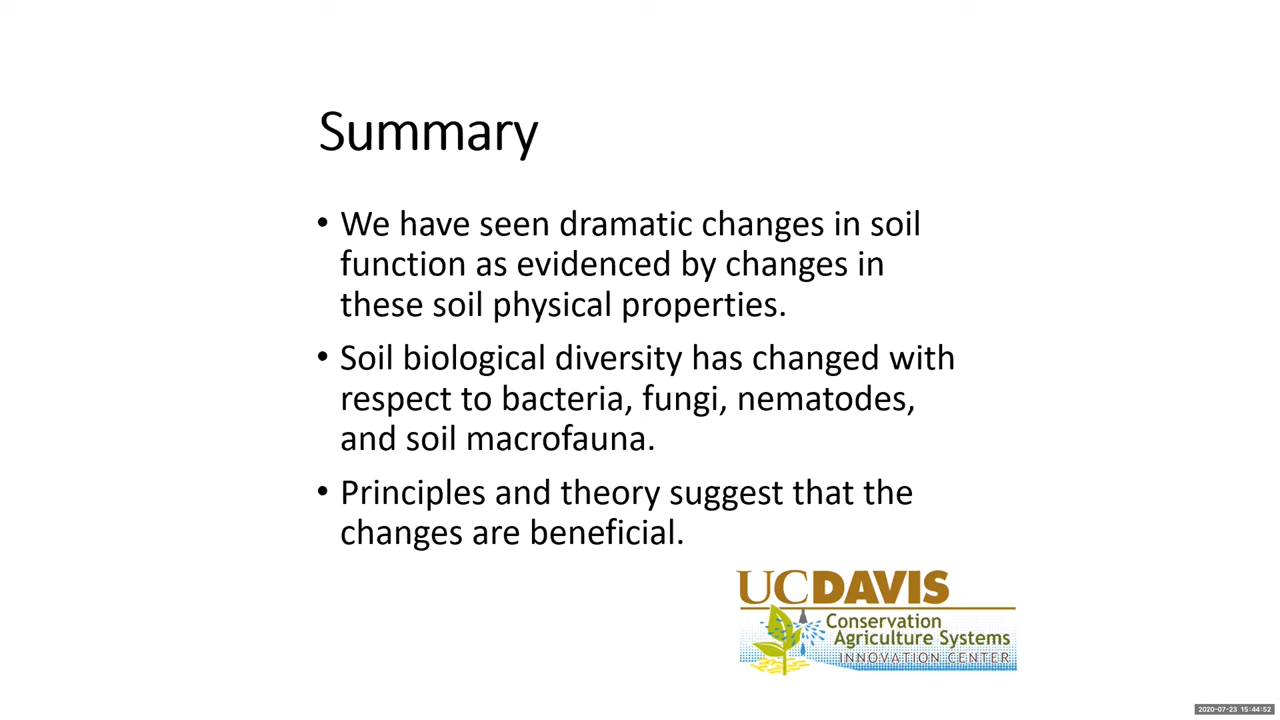 Summary
• We have seen dramatic changes in soil
function as evidenced by changes in
these soil physical properties.
• Soil biological diversity has changed with
respect to bacteria, fungi, nematodes,
and soil macrofauna.
• Principles and theory suggest that the
changes are beneficial.
UCDAVIS
Conservation
Agriculture Systems
INNOVATION CENTER
2020-07-23 15:44:52